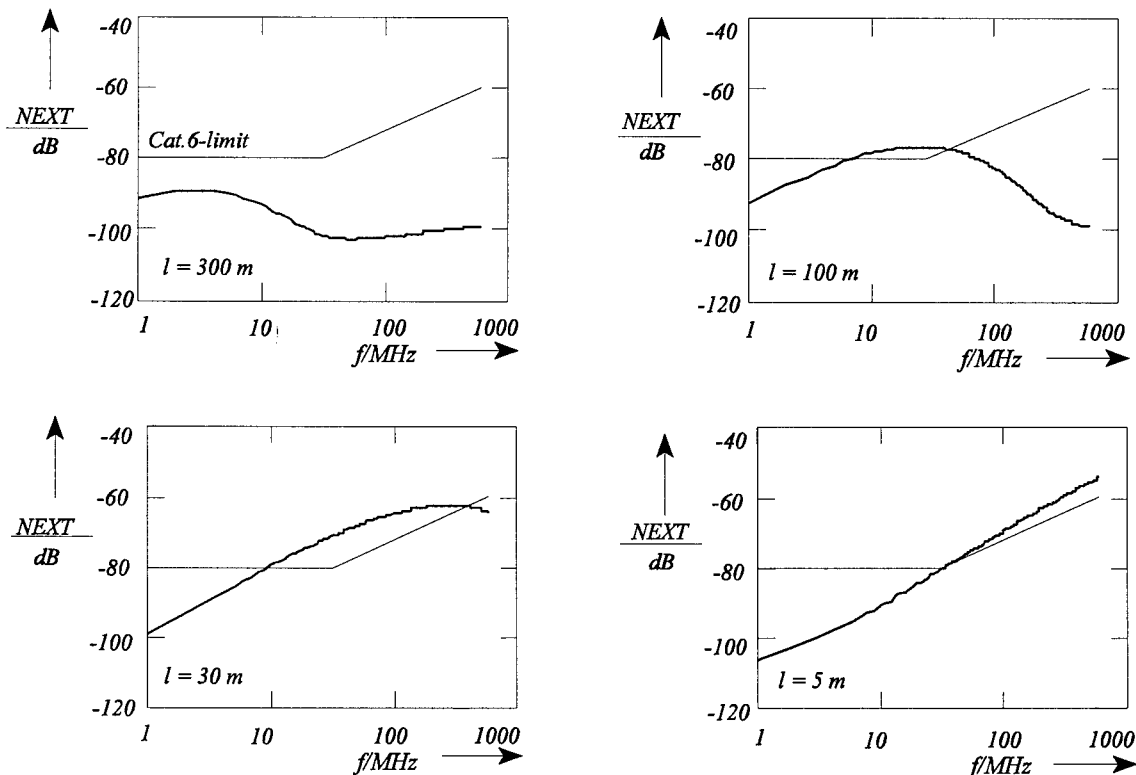 -40
-60
NEXT
dB
Cat.6-limit
-80
-100
l = 300 m
-120
1
10
100
1000
f/MHz
-40
-60
NEXT
dB
-80
-100
l = 100 m
-120
1
10
100
1000
f/MHz
-40
-60
NEXT
dB
-80
-100
l = 30 m
-120
1
10
100
1000
f/MHz
-40
-60
NEXT
dB
-80
-100
l = 5 m
-120
1
10
100
1000
f/MHz